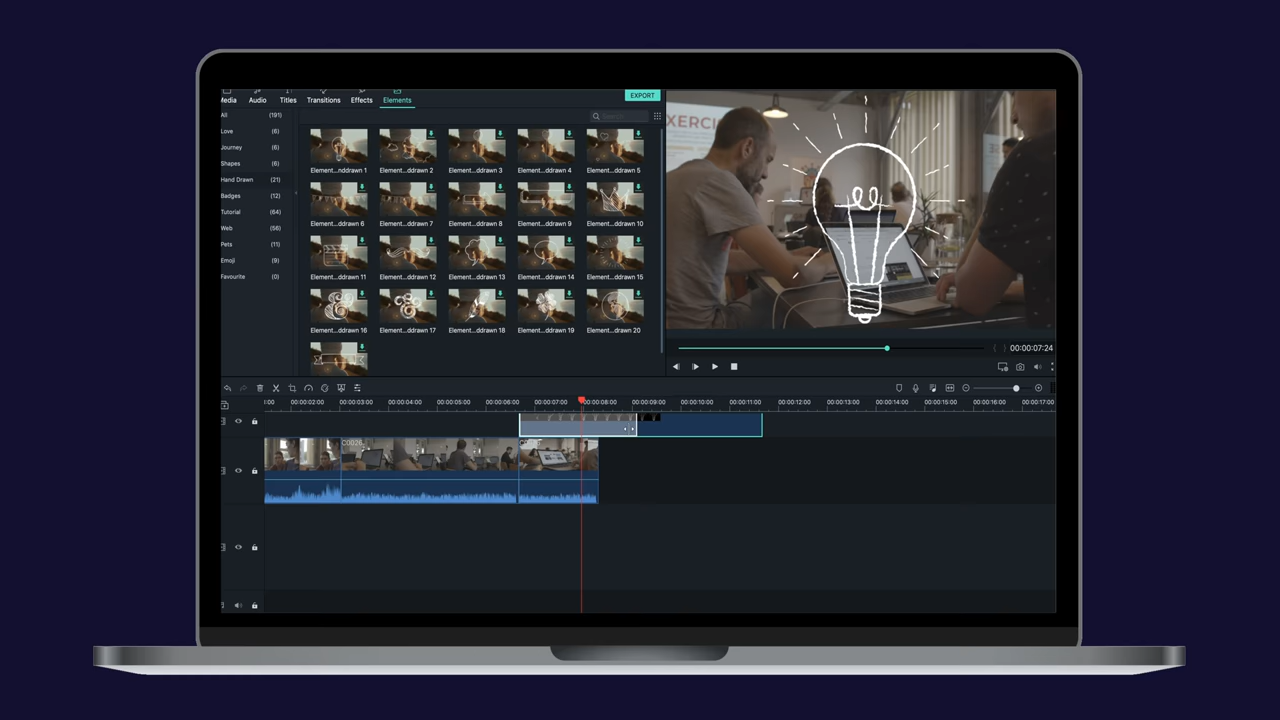 Media Audio Titles Transitions Effects Elements EXPORT
All (191)
Search
Love (6)
Journey (6)
Shapes (6)
Hand Drawn (21)
Badges (12)
Tutorial (64)
Web (56)
Pets (11)
Emoji (9)
Favourite (0)
Element...nddrawn 1 Element...ddrawn 2 Element...ddrawn 3 Element...ddrawn 4 Element...ddrawn 5
Element...ddrawn 6 Element...ddrawn 7 Element...ddrawn 8 Element...ddrawn 9 Element...ddrawn 10
Element...ddrawn 11 Element...ddrawn 12 Element...ddrawn 13 Element...ddrawn 14 Element...ddrawn 15
Element...ddrawn 16 Element...ddrawn 17 Element...ddrawn 18 Element...ddrawn 19 Element...ddrawn 20
XERCI
00:00:07:24
1:00 00:00:02:00 00:00:03:00 00:00:04:00 00:00:05:00 00:00:06:00 00:00:07:00 00:00:08:00 00:00:09:00 00:00:10:00 00:00:11:00 00:00:12:00 00:00:13:00 00:00:14:00 00:00:15:00 00:00:16:00 00:00:17:00
C0026